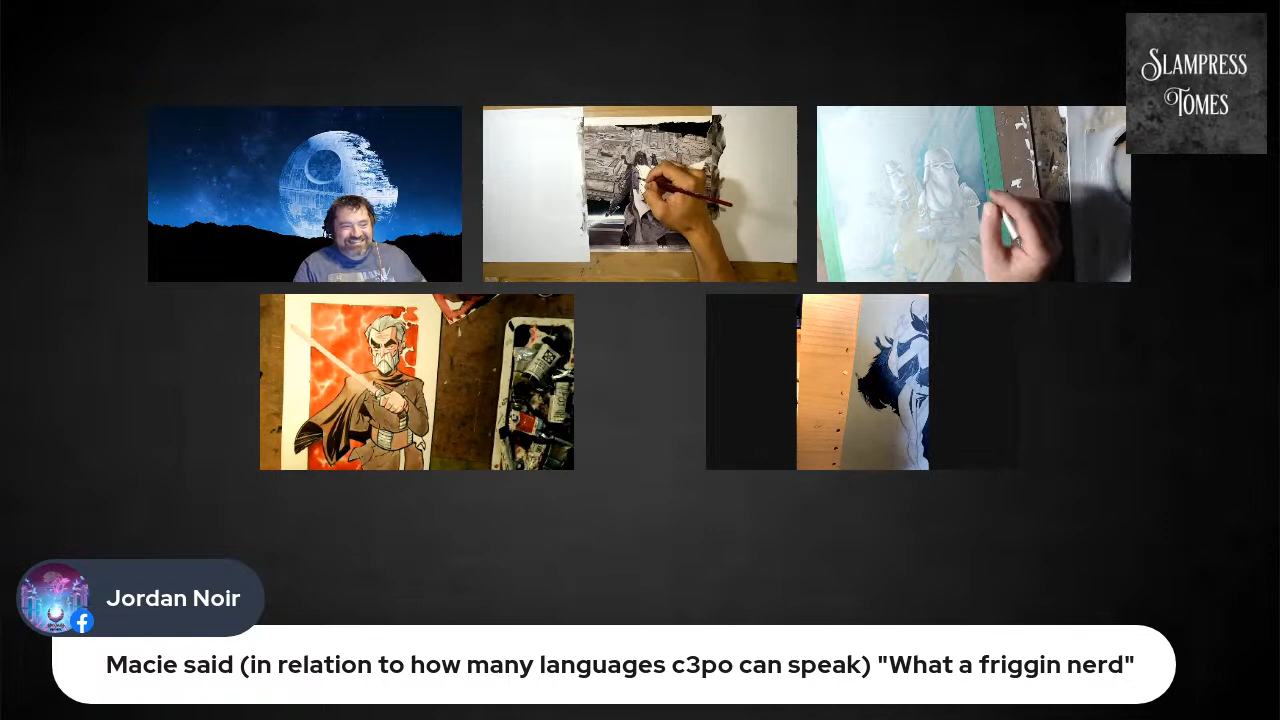 SLAMPRESS
TOMES
Jordan Noir
Macie said (in relation to how many languages c3po can speak) "What a friggin nerd"